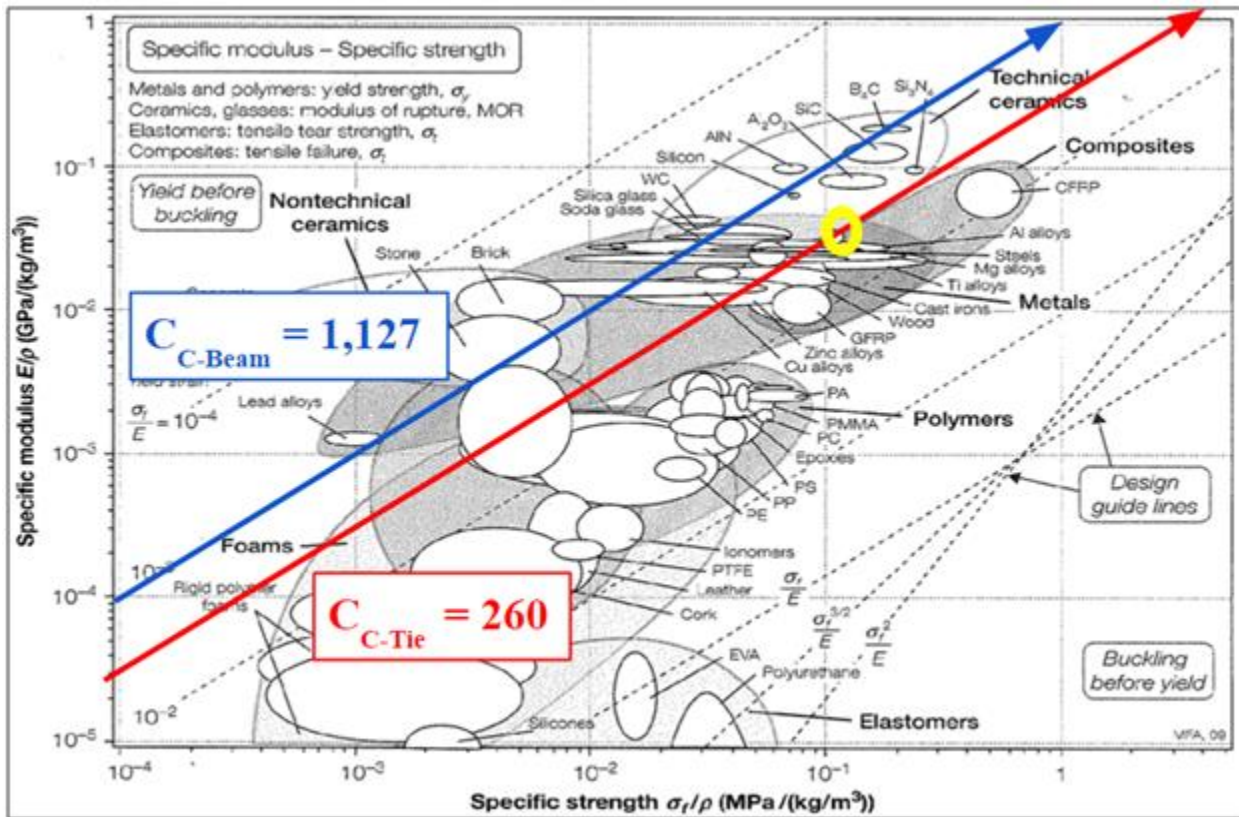 Specific modulus – Specific strength
Metals and polymers: yield strength, σy
Ceramics, glasses: modulus of rupture, MOR
Elastomers: tensile tear strength, σt
Composites: tensile failure, σt
Yield before
buckling
Nontechnical
ceramics
Stone
Brick
Silicon
AlN
A2O3
SiC
B4C
Si3N4
Technical
ceramics
WC
Silica glass
Soda glass
Composites
CFRP
Al alloys
Steels
Mg alloys
Ti alloys
Metals
Cast irons
Wood
GFRP
Zinc alloys
Cu alloys
C C-Beam = 1,127
Lead alloys
σf/E = 10⁻⁴
PA
Polymers
PMMA
PC
Epoxies
PS
PP
PE
Ionomers
PTFE
Leather
Cork
Foams
Rigid polymer
C C-Tie = 260
10⁻²
EVA
Polyurethane
Silicones
Elastomers
σf/E
σf^3/2/E
σf²/E
Design
guide lines
Buckling
before yield
MFA, 09
Specific modulus E/ρ (GPa/(kg/m³))
1
10⁻¹
10⁻²
10⁻³
10⁻⁴
10⁻⁵
10⁻⁴
10⁻³
10⁻²
10⁻¹
1
Specific strength σf/ρ (MPa/(kg/m³))